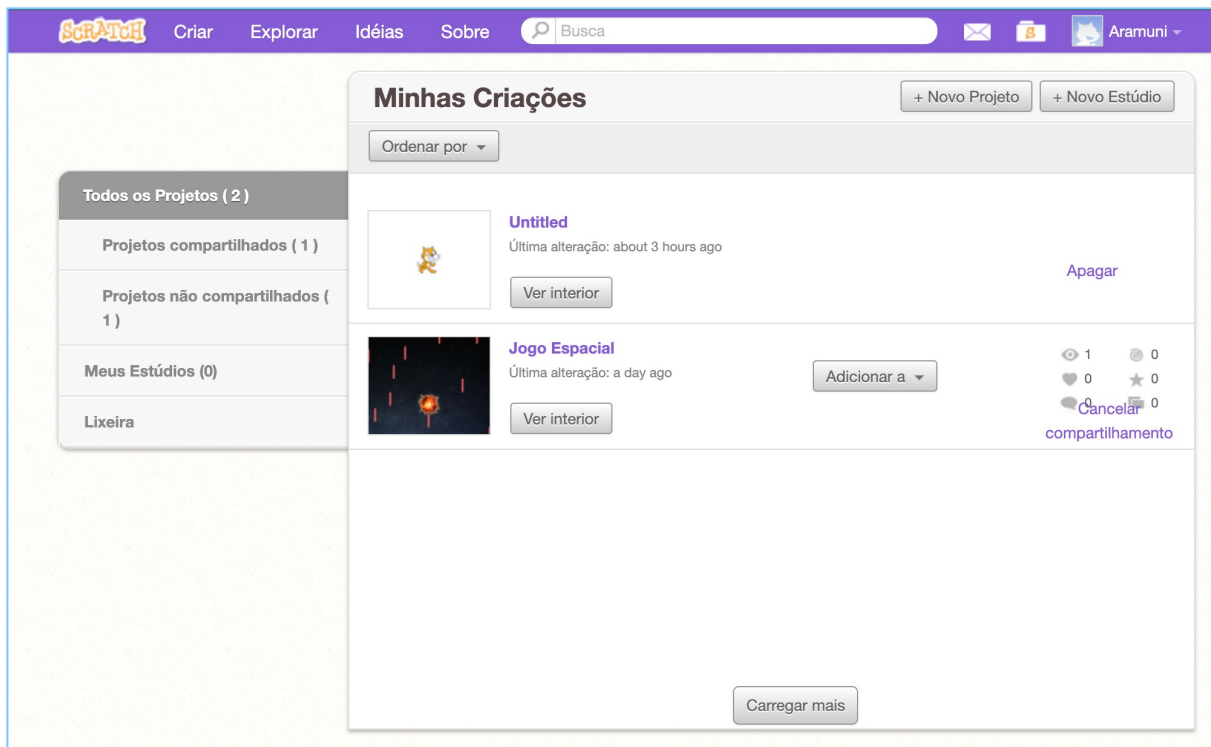 SCRATCH Criar Explorar Idéias Sobre Busca S Aramuni
Minhas Criações + Novo Projeto + Novo Estúdio
Ordenar por
Todos os Projetos ( 2 )
Projetos compartilhados ( 1 )
Projetos não compartilhados (
1 )
Meus Estúdios (0)
Lixeira
Untitled
Última alteração: about 3 hours ago
Ver interior
Apagar
Jogo Espacial
Última alteração: a day ago
Ver interior
Adicionar a
1 0
0 0
0 0
Cancelar
compartilhamento
Carregar mais